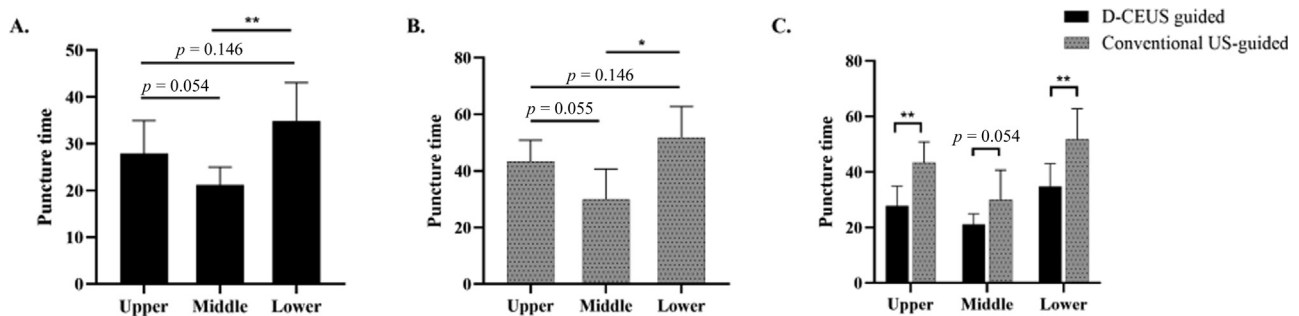 A.
**
p = 0.146
p = 0.054
Puncture time
50
40
30
20
10
0
Upper Middle Lower
B.
*
p = 0.146
p = 0.055
Puncture time
80
60
40
20
0
Upper Middle Lower
C.
D-CEUS guided
Conventional US-guided
**
p = 0.054
**
Puncture time
80
60
40
20
0
Upper Middle Lower